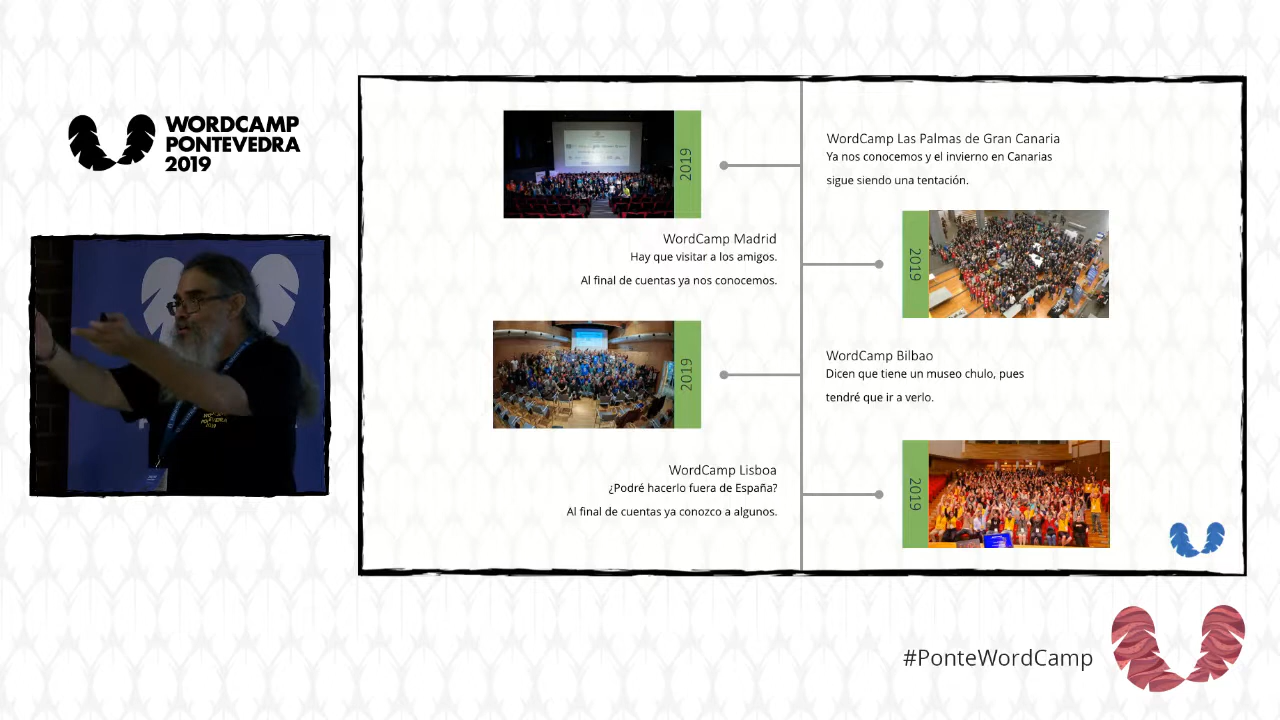 WORDCAMP
PONTEVEDRA
2019
2019
WordCamp Las Palmas de Gran Canaria
Ya nos conocemos y el invierno en Canarias
sigue siendo una tentación.
WordCamp Madrid
Hay que visitar a los amigos.
Al final de cuentas ya nos conocemos.
2019
2019
WordCamp Bilbao
Dicen que tiene un museo chulo, pues
tendré que ir a verlo.
WordCamp Lisboa
¿Podré hacerlo fuera de España?
Al final de cuentas ya conozco a algunos.
2019
#PonteWordCamp